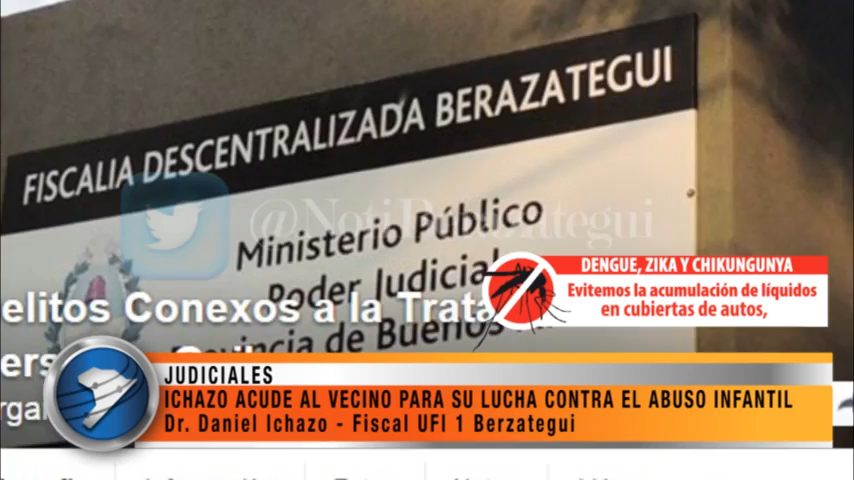 FISCALIA DESCENTRALIZADA BERAZATEGUI
Ministerio Público
Poder Judicial
elitos Conexos a la Trata
DENGUE, ZIKA Y CHIKUNGUNYA
Evitemos la acumulación de líquidos
en cubiertas de autos,
JUDICIALES
ICHAZO ACUDE AL VECINO PARA SU LUCHA CONTRA EL ABUSO INFANTIL
Dr. Daniel Ichazo - Fiscal UFI 1 Berzategui